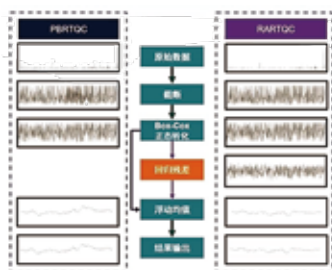 PBRTQC
RARTQC
原始数据
截断
Box-Cox
正态转化
回归残差
浮动均值
结果输出